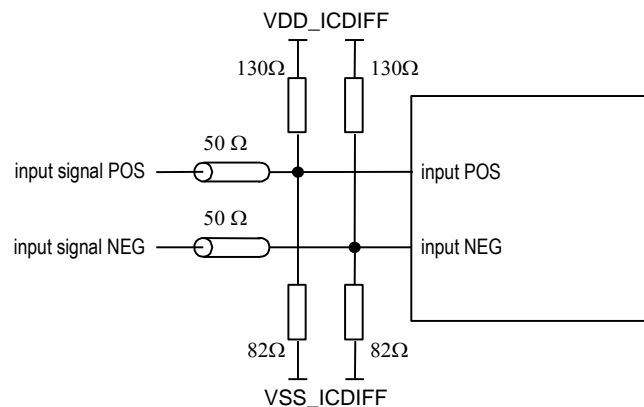 VDD_ICDIFF
130Ω 130Ω
50 Ω
input signal POS input POS
50 Ω
input signal NEG input NEG
82Ω 82Ω
VSS_ICDIFF